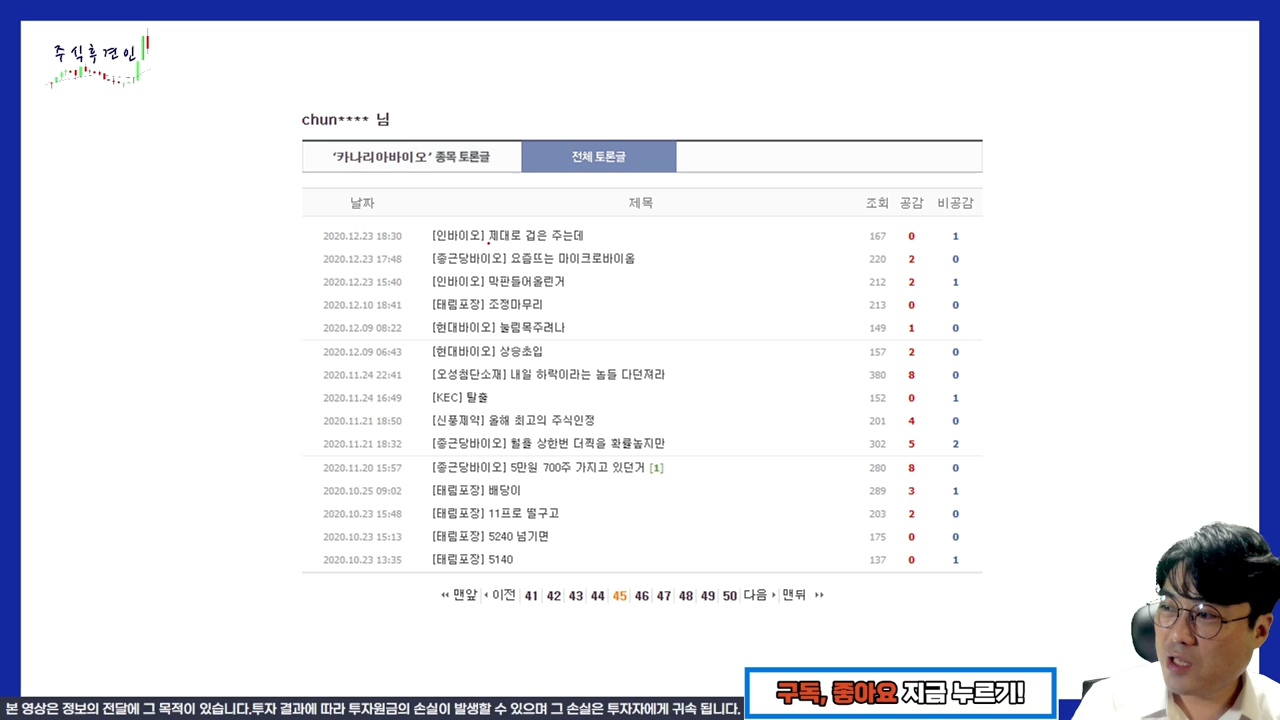 주식후견인
chun**** 님
‘카나리아바이오’ 종목 토론글 전체 토론글
날짜 제목 조회 공감 비공감
2020.12.23 18:30 [인바이오] 제대로 겁은 주는데 167 0 1
2020.12.23 17:48 [종근당바이오] 요즘뜨는 마이크로바이옴 220 2 0
2020.12.23 15:40 [인바이오] 막판들어올린거 212 2 1
2020.12.10 18:41 [태림포장] 조정마무리 213 0 0
2020.12.09 08:22 [현대바이오] 눌림목주려나 149 1 0
2020.12.09 06:43 [현대바이오] 상승초입 157 2 0
2020.11.24 22:41 [오성첨단소재] 내일 하락이라는 놈들 다던져라 380 8 0
2020.11.24 16:49 [KEC] 탈출 152 0 1
2020.11.21 18:50 [신풍제약] 올해 최고의 주식인정 201 4 0
2020.11.21 18:32 [종근당바이오] 월욜 상한번 더찍을 확률높지만 302 5 2
2020.11.20 15:57 [종근당바이오] 5만원 700주 가지고 있던거 [1] 280 8 0
2020.10.25 09:02 [태림포장] 배당이 289 3 1
2020.10.23 15:48 [태림포장] 11프로 떨구고 203 2 0
2020.10.23 15:13 [태림포장] 5240 넘기면 175 0 0
2020.10.23 13:35 [태림포장] 5140 137 0 1
맨앞 이전 41 42 43 44 45 46 47 48 49 50 다음 맨뒤
구독, 좋아요 지금 누르기!
본 영상은 정보의 전달에 그 목적이 있습니다.투자 결과에 따라 투자원금의 손실이 발생할 수 있으며 그 손실은 투자자에게 귀속 됩니다.